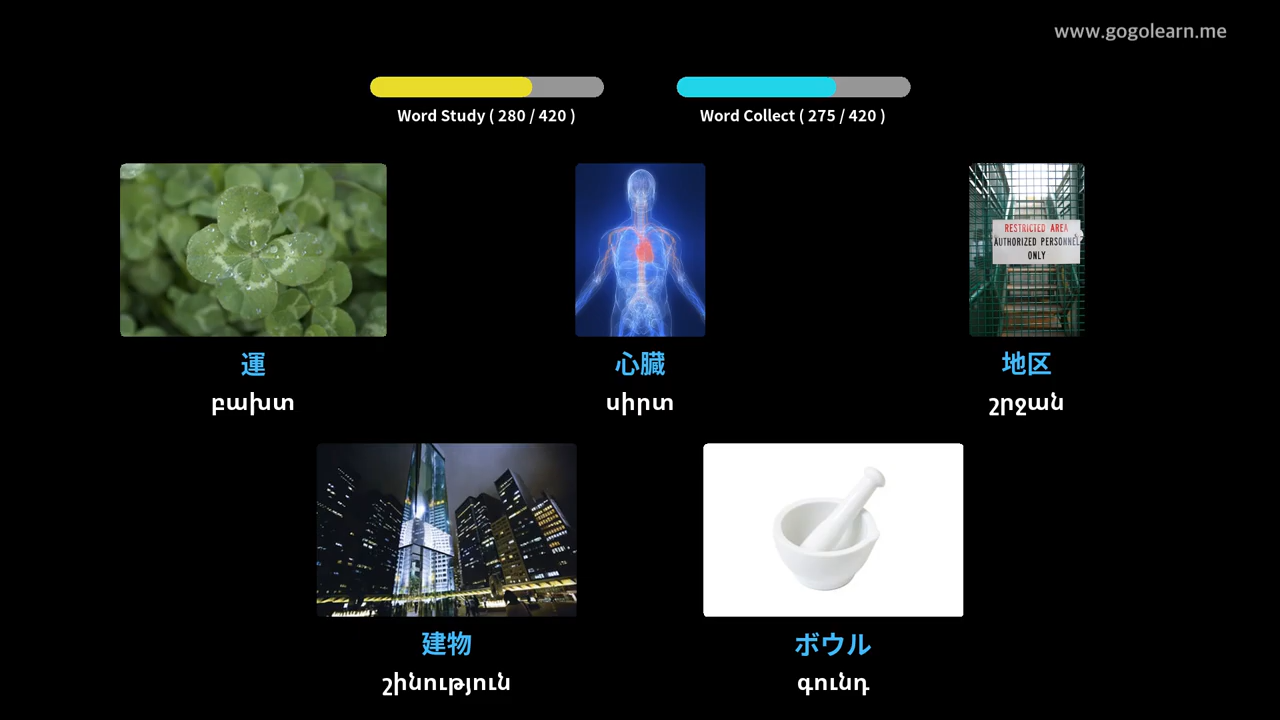 www.gogolearn.me
Word Study ( 280 / 420 )
Word Collect ( 275 / 420 )
RESTRICTED AREA
AUTHORIZED PERSONNEL
ONLY
運
բախտ
心臓
սիրտ
地区
շրջան
建物
շինություն
ボウル
գունդ